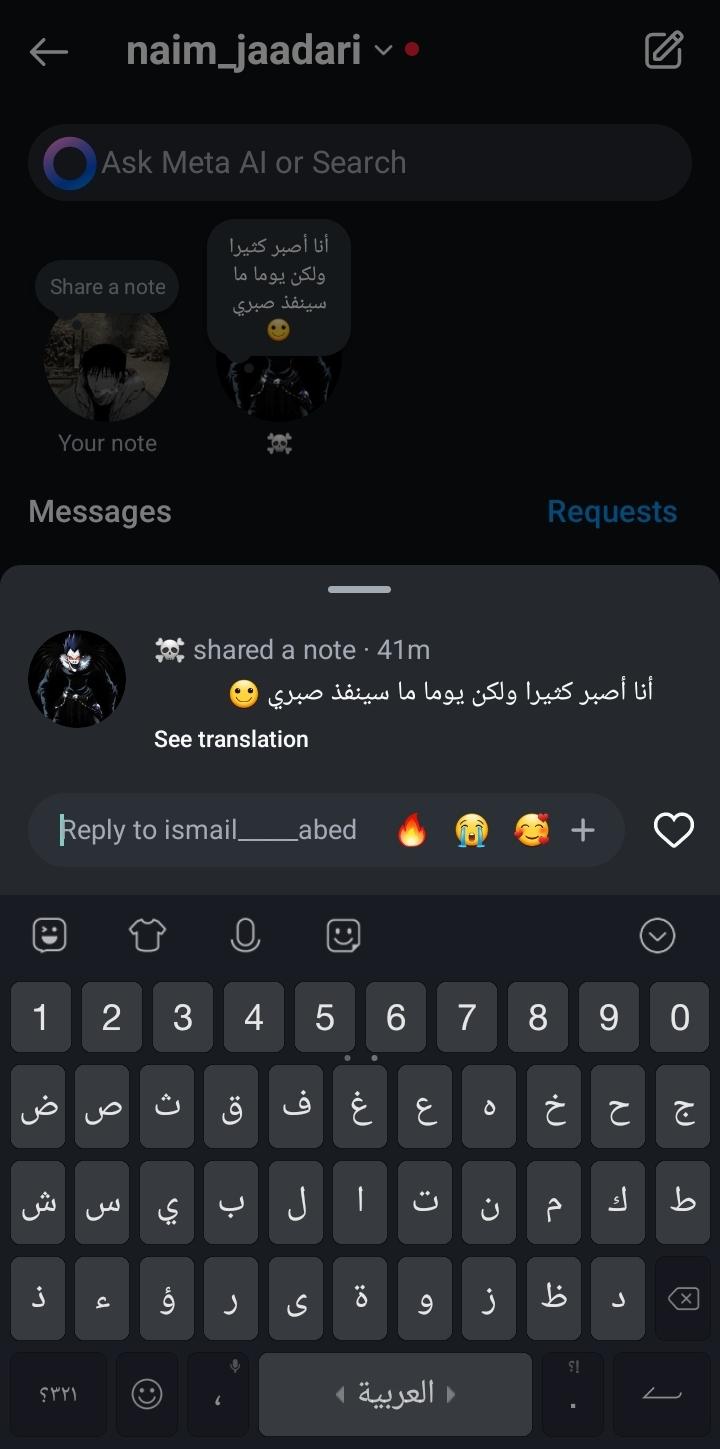 naim_jaadari
Ask Meta AI or Search
Share a note
أنا أصبر كثيرا
ولكن يوما ما
سينفذ صبري
🙂
Your note
☠️
Messages
Requests
☠️ shared a note · 41m
أنا أصبر كثيرا ولكن يوما ما سينفذ صبري 🙂
See translation
Reply to ismail_____abed 🔥 😭 🥰 +
1 2 3 4 5 6 7 8 9 0
ض ص ث ق ف غ ع ه خ ح ج
ش س ي ب ل ا ت ن م ك ط
ذ ء ؤ ر ى ة و ز ظ د
؟٣٢١ ، العربية . ؟!